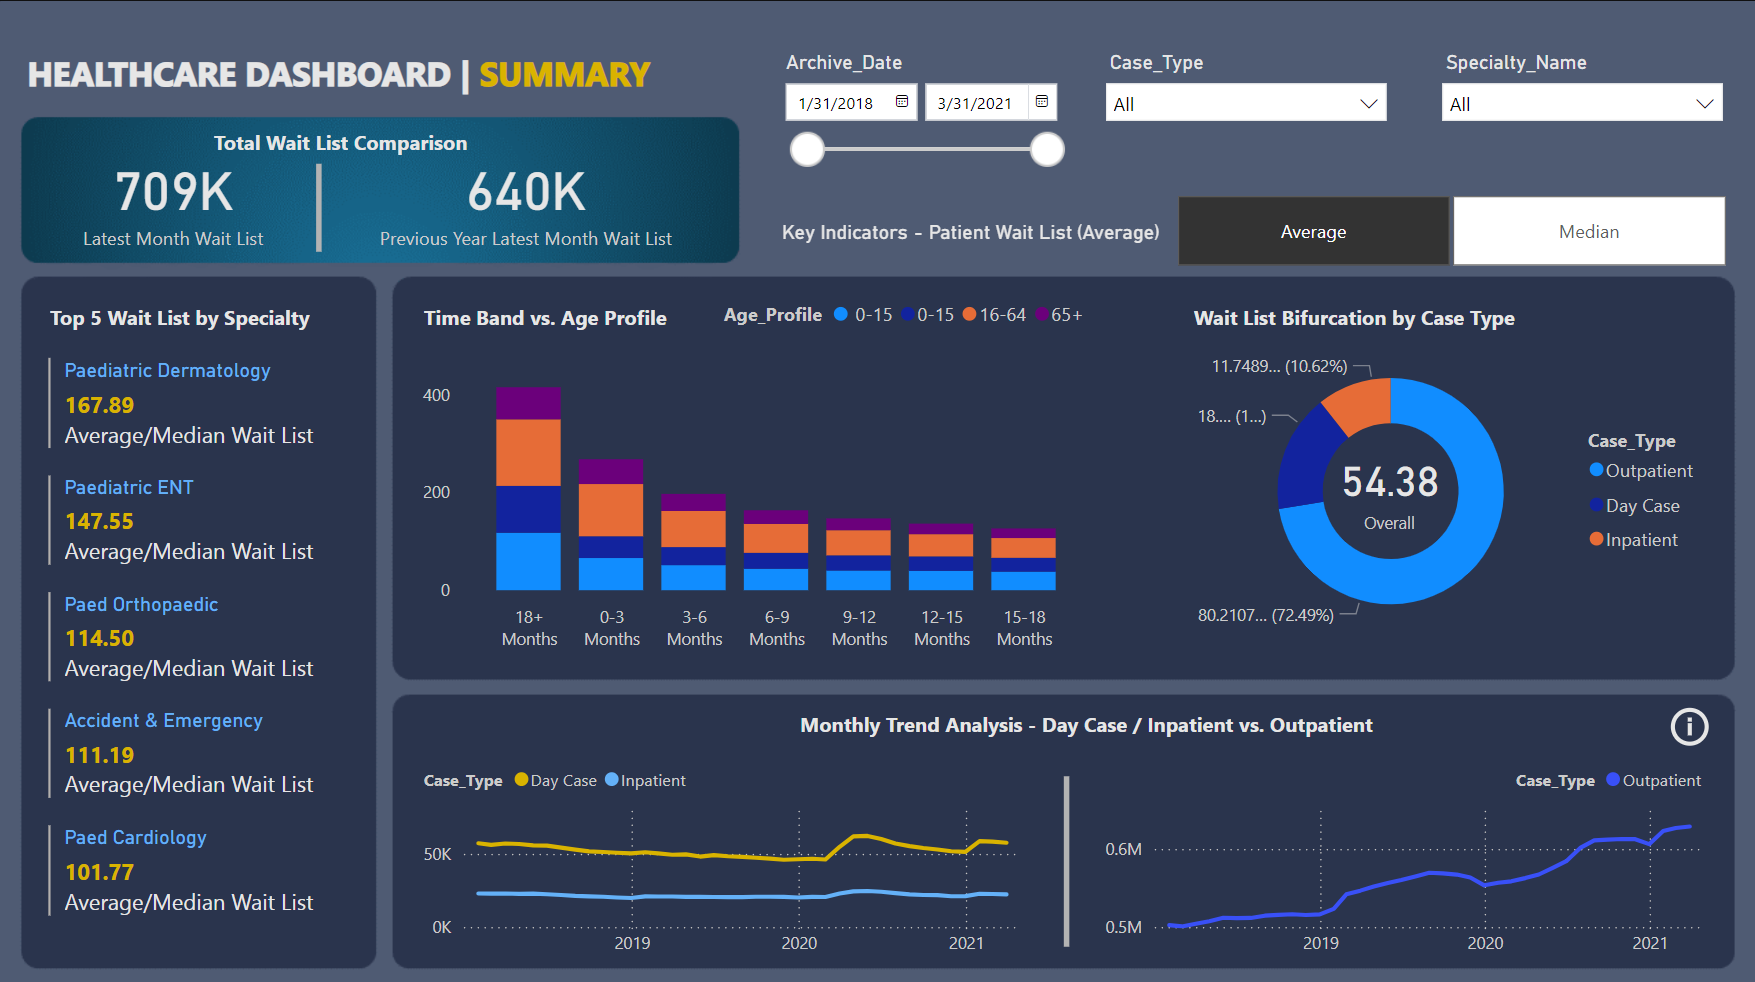 HEALTHCARE DASHBOARD | SUMMARY
Archive_Date
1/31/2018
3/31/2021
Case_Type
All
Specialty_Name
All
Total Wait List Comparison
709K
Latest Month Wait List
640K
Previous Year Latest Month Wait List
Key Indicators - Patient Wait List (Average)
Average
Median
Top 5 Wait List by Specialty
Paediatric Dermatology
167.89
Average/Median Wait List
Paediatric ENT
147.55
Average/Median Wait List
Paed Orthopaedic
114.50
Average/Median Wait List
Accident & Emergency
111.19
Average/Median Wait List
Paed Cardiology
101.77
Average/Median Wait List
Time Band vs. Age Profile
Age_Profile 0-15 0-15 16-64 65+
400
200
0
18+ Months
0-3 Months
3-6 Months
6-9 Months
9-12 Months
12-15 Months
15-18 Months
Wait List Bifurcation by Case Type
11.7489... (10.62%)
18.... (1...)
80.2107... (72.49%)
54.38
Overall
Case_Type
Outpatient
Day Case
Inpatient
Monthly Trend Analysis - Day Case / Inpatient vs. Outpatient
Case_Type Day Case Inpatient
50K
0K
2019 2020 2021
Case_Type Outpatient
0.6M
0.5M
2019 2020 2021